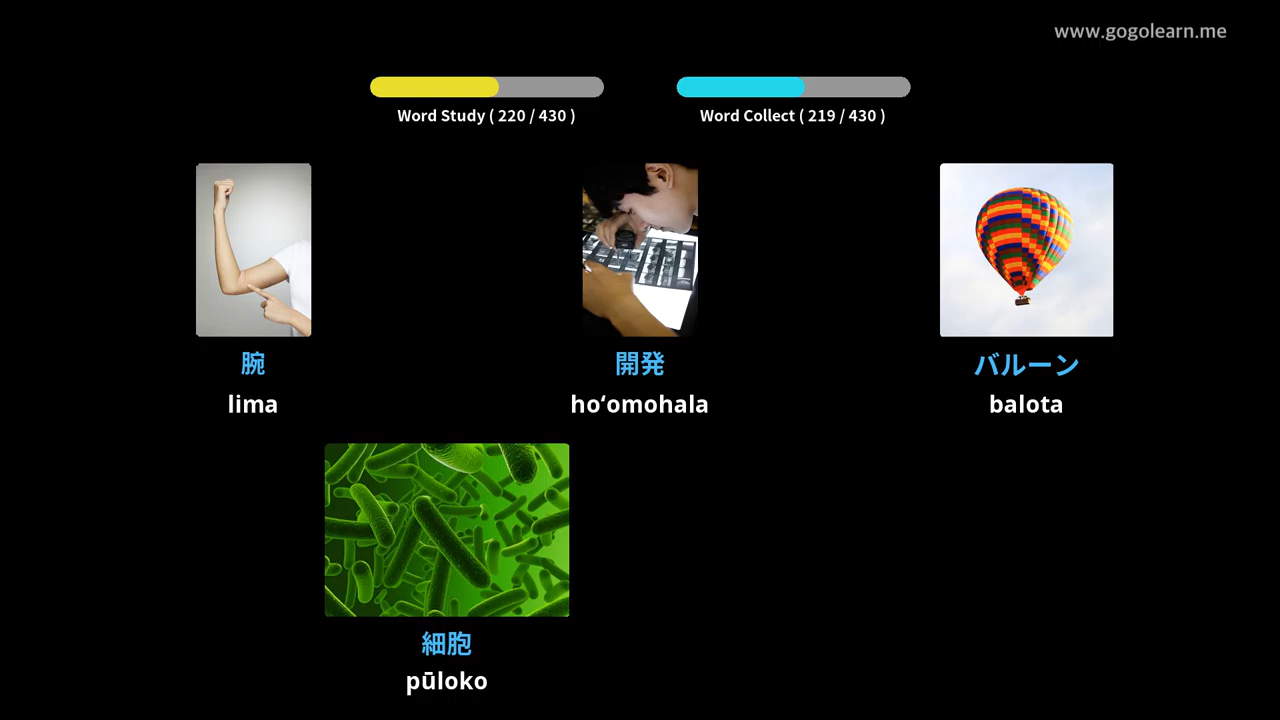 www.gogolearn.me
Word Study ( 220 / 430 )
Word Collect ( 219 / 430 )
腕
開発
バルーン
lima
hoʻomohala
balota
細胞
pūloko